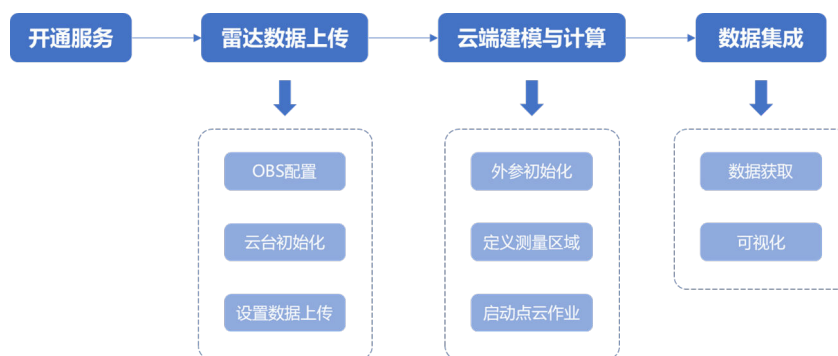 开通服务
雷达数据上传
云端建模与计算
数据集成
OBS配置
云台初始化
设置数据上传
外参初始化
定义测量区域
启动点云作业
数据获取
可视化